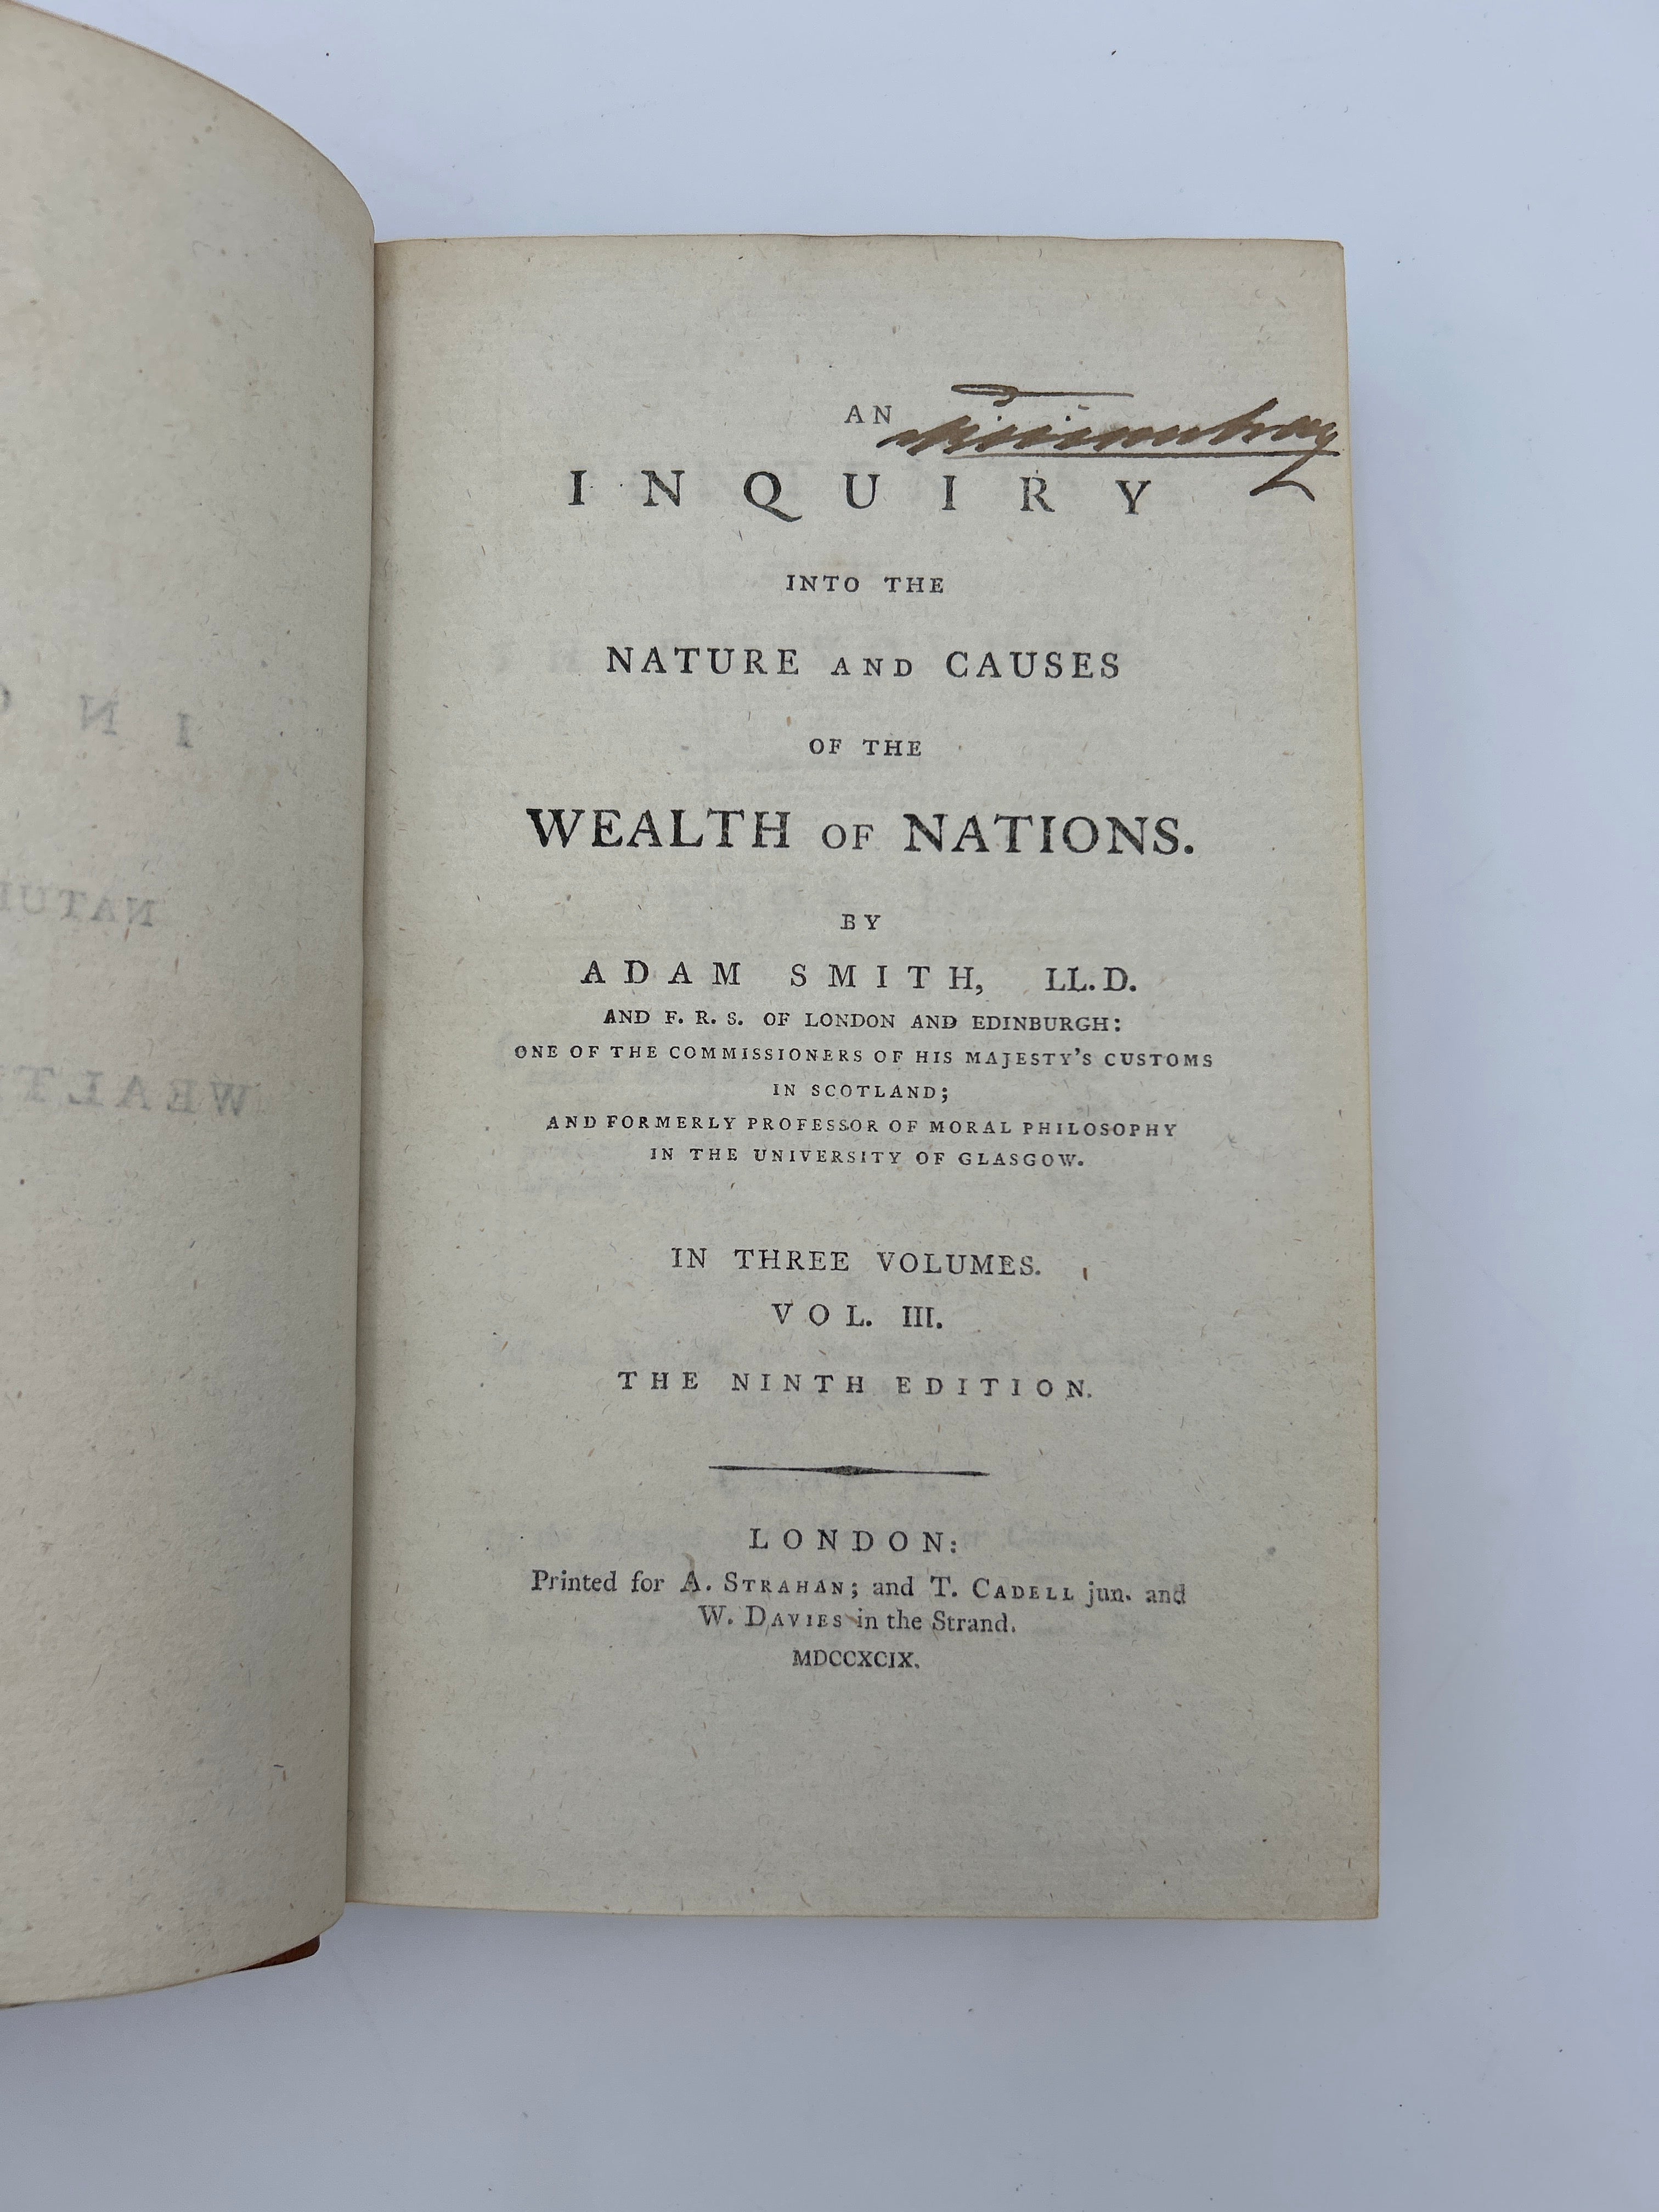 AN
INQUIRY
INTO THE
NATURE AND CAUSES
OF THE
WEALTH OF NATIONS.
BY
ADAM SMITH, LL.D.
AND F. R. S. OF LONDON AND EDINBURGH:
ONE OF THE COMMISSIONERS OF HIS MAJESTY'S CUSTOMS
IN SCOTLAND;
AND FORMERLY PROFESSOR OF MORAL PHILOSOPHY
IN THE UNIVERSITY OF GLASGOW.
IN THREE VOLUMES.
VOL. III.
THE NINTH EDITION.
LONDON:
Printed for A. STRAHAN; and T. CADELL jun. and
W. DAVIES in the Strand.
MDCCXCIX.